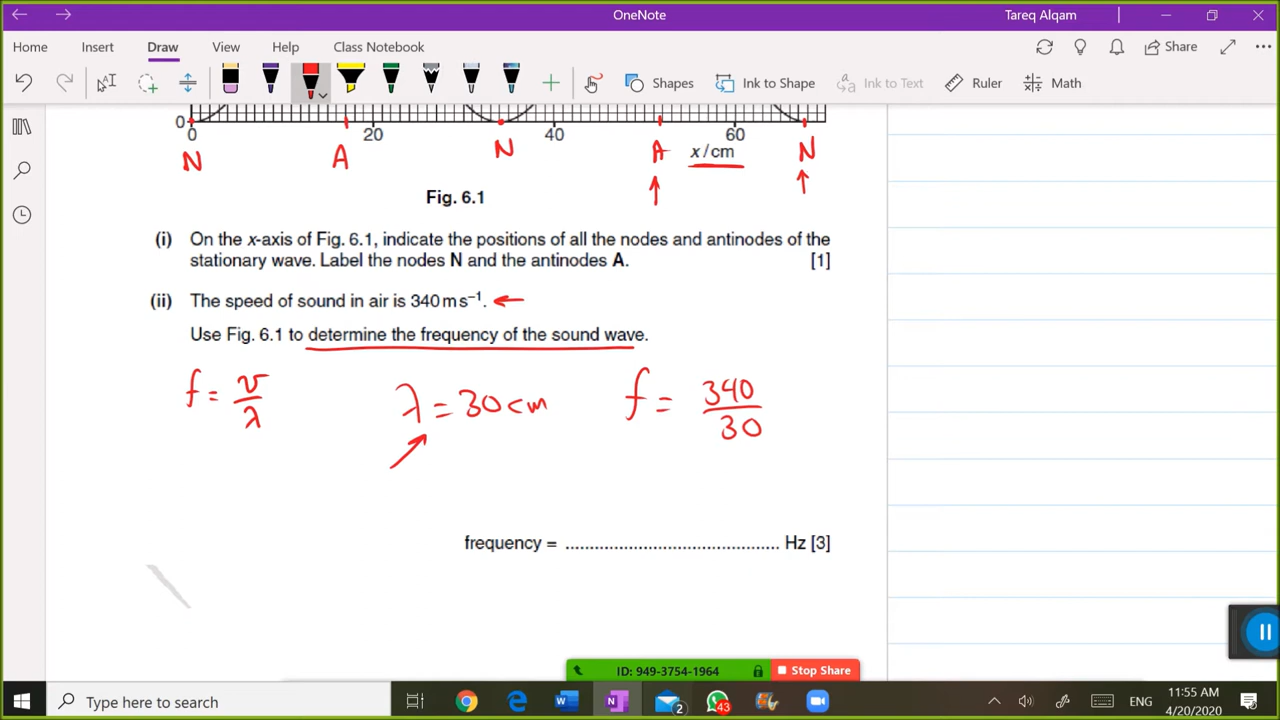 OneNote
Tareq Alqam
Home Insert Draw View Help Class Notebook Share
Shapes Ink to Shape Ink to Text Ruler Math
0 20 40 60
N A N A x/cm N
Fig. 6.1
(i) On the x-axis of Fig. 6.1, indicate the positions of all the nodes and antinodes of the
stationary wave. Label the nodes N and the antinodes A. [1]
(ii) The speed of sound in air is 340 m s⁻¹.
Use Fig. 6.1 to determine the frequency of the sound wave.
f = v/λ λ = 30 cm f = 340/30
frequency = ........................................... Hz [3]
ID: 949-3754-1964 Stop Share
Type here to search 2 43 ENG 11:55 AM
4/20/2020